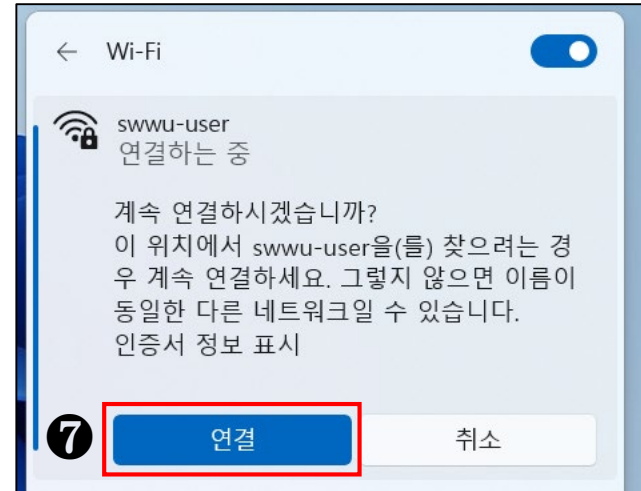 ← Wi-Fi
swwu-user
연결하는 중
계속 연결하시겠습니까?
이 위치에서 swwu-user을(를) 찾으려는 경
우 계속 연결하세요. 그렇지 않으면 이름이
동일한 다른 네트워크일 수 있습니다.
인증서 정보 표시
❼ 연결 취소